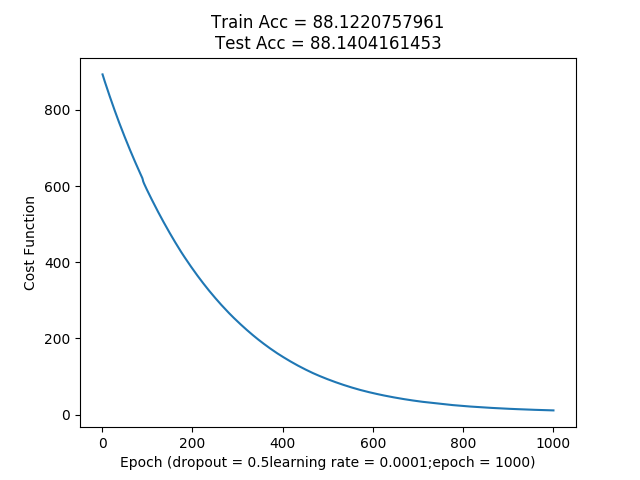 Train Acc = 88.1220757961
Test Acc = 88.1404161453
Cost Function
800
600
400
200
0
0 200 400 600 800 1000
Epoch (dropout = 0.5learning rate = 0.0001;epoch = 1000)